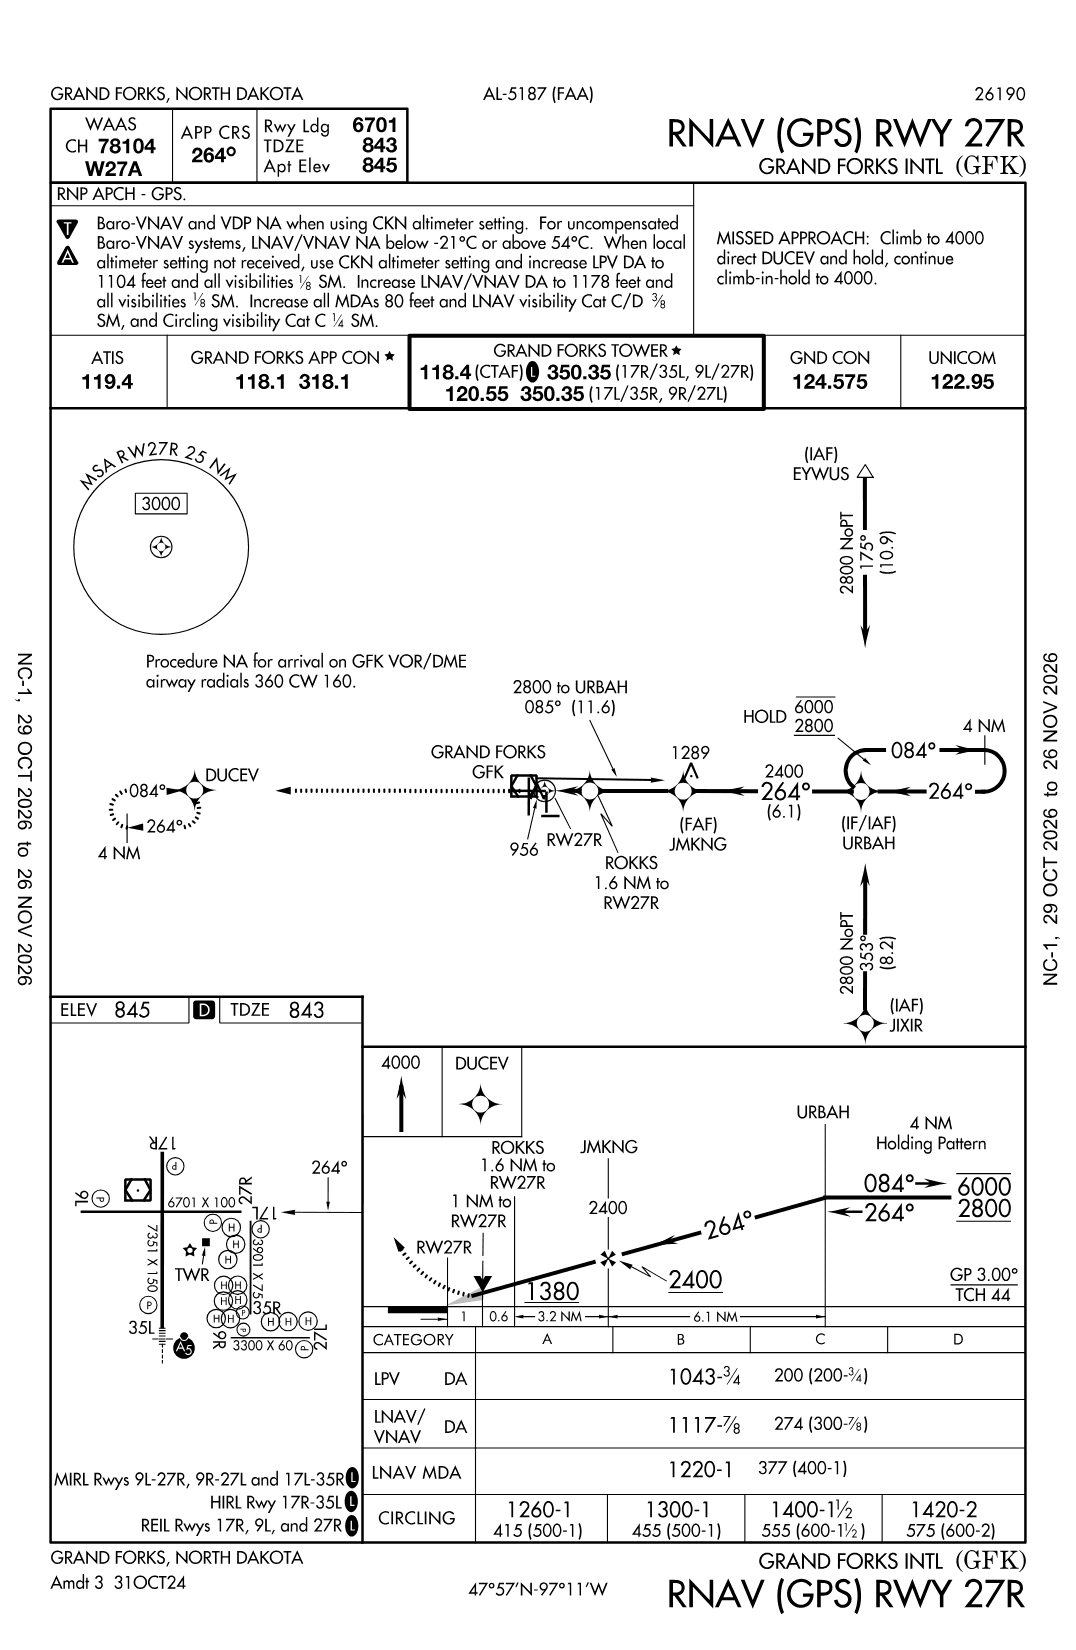 GRAND FORKS, NORTH DAKOTA
AL-5187 (FAA)
26190
WAAS
CH 78104
W27A
APP CRS
264°
Rwy Ldg 6701
TDZE 843
Apt Elev 845
RNAV (GPS) RWY 27R
GRAND FORKS INTL (GFK)
RNP APCH - GPS.
T
A
Baro-VNAV and VDP NA when using CKN altimeter setting. For uncompensated
Baro-VNAV systems, LNAV/VNAV NA below -21°C or above 54°C. When local
altimeter setting not received, use CKN altimeter setting and increase LPV DA to
1104 feet and all visibilities ⅛ SM. Increase LNAV/VNAV DA to 1178 feet and
all visibilities ⅛ SM. Increase all MDAs 80 feet and LNAV visibility Cat C/D ⅜
SM, and Circling visibility Cat C ¼ SM.
MISSED APPROACH: Climb to 4000
direct DUCEV and hold, continue
climb-in-hold to 4000.
ATIS
119.4
GRAND FORKS APP CON ★
118.1 318.1
GRAND FORKS TOWER ★
118.4 (CTAF) L 350.35 (17R/35L, 9L/27R)
120.55 350.35 (17L/35R, 9R/27L)
GND CON
124.575
UNICOM
122.95
MSA RW27R 25 NM
3000
(IAF)
EYWUS
2800 NoPT
175°
(10.9)
Procedure NA for arrival on GFK VOR/DME
airway radials 360 CW 160.
2800 to URBAH
085° (11.6)
HOLD
6000
2800
4 NM
084°
264°
GRAND FORKS
GFK
1289
2400
264°
(6.1)
DUCEV
084°
264°
4 NM
956
RW27R
ROKKS
1.6 NM to
RW27R
(FAF)
JMKNG
(IF/IAF)
URBAH
2800 NoPT
353°
(8.2)
(IAF)
JIXIR
NC-1, 29 OCT 2026 to 26 NOV 2026
NC-1, 29 OCT 2026 to 26 NOV 2026
ELEV 845
D
TDZE 843
17R
P
9L
P
6701 X 100
27R
264°
17L
P
P
H
H
H
7351 X 150
3901 X 75
TWR
H H
H H
H H
P
35R
H H H
P
35L
A5
9R
P
3300 X 60
P
27L
MIRL Rwys 9L-27R, 9R-27L and 17L-35R L
HIRL Rwy 17R-35L L
REIL Rwys 17R, 9L, and 27R L
4000
DUCEV
ROKKS
1.6 NM to
RW27R
1 NM to
RW27R
RW27R
JMKNG
2400
URBAH
4 NM
Holding Pattern
084°
264°
6000
2800
264°
2400
1380
GP 3.00°
TCH 44
1
0.6
3.2 NM
6.1 NM
CATEGORY A B C D
LPV DA 1043-¾ 200 (200-¾)
LNAV/
VNAV DA 1117-⅞ 274 (300-⅞)
LNAV MDA 1220-1 377 (400-1)
CIRCLING
1260-1
415 (500-1)
1300-1
455 (500-1)
1400-1½
555 (600-1½)
1420-2
575 (600-2)
GRAND FORKS, NORTH DAKOTA
Amdt 3 31OCT24
47°57'N-97°11'W
GRAND FORKS INTL (GFK)
RNAV (GPS) RWY 27R